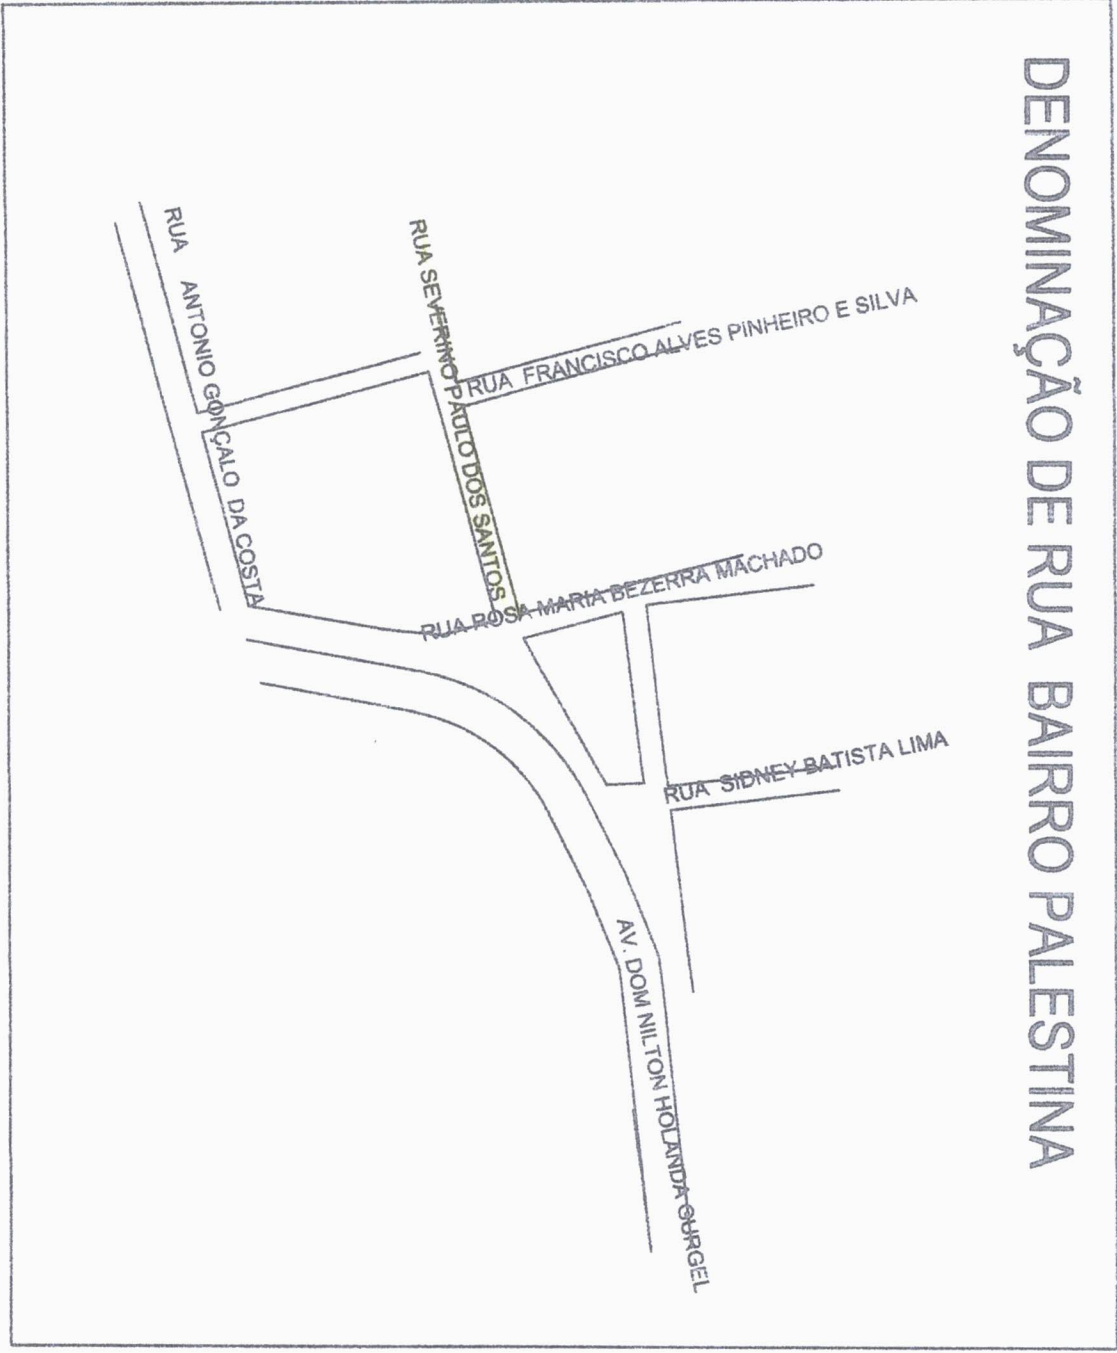 DENOMINAÇÃO DE RUA BAIRRO PALESTINA
RUA FRANCISCO ALVES PINHEIRO E SILVA
RUA SEVERINO PAULO DOS SANTOS
RUA ANTONIO GONÇALO DA COSTA
RUA ROSA MARIA BEZERRA MACHADO
RUA SIDNEY BATISTA LIMA
AV. DOM NILTON HOLANDA GURGEL